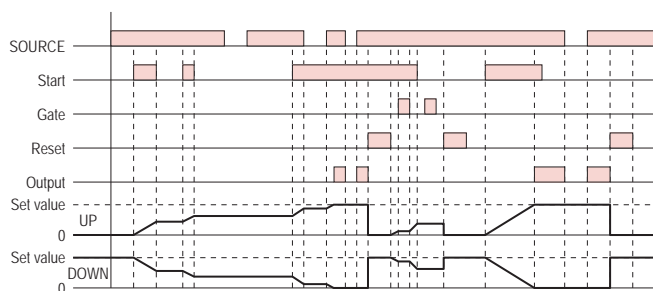 SOURCE
Start
Gate
Reset
Output
Set value
UP
0
Set value
DOWN
0